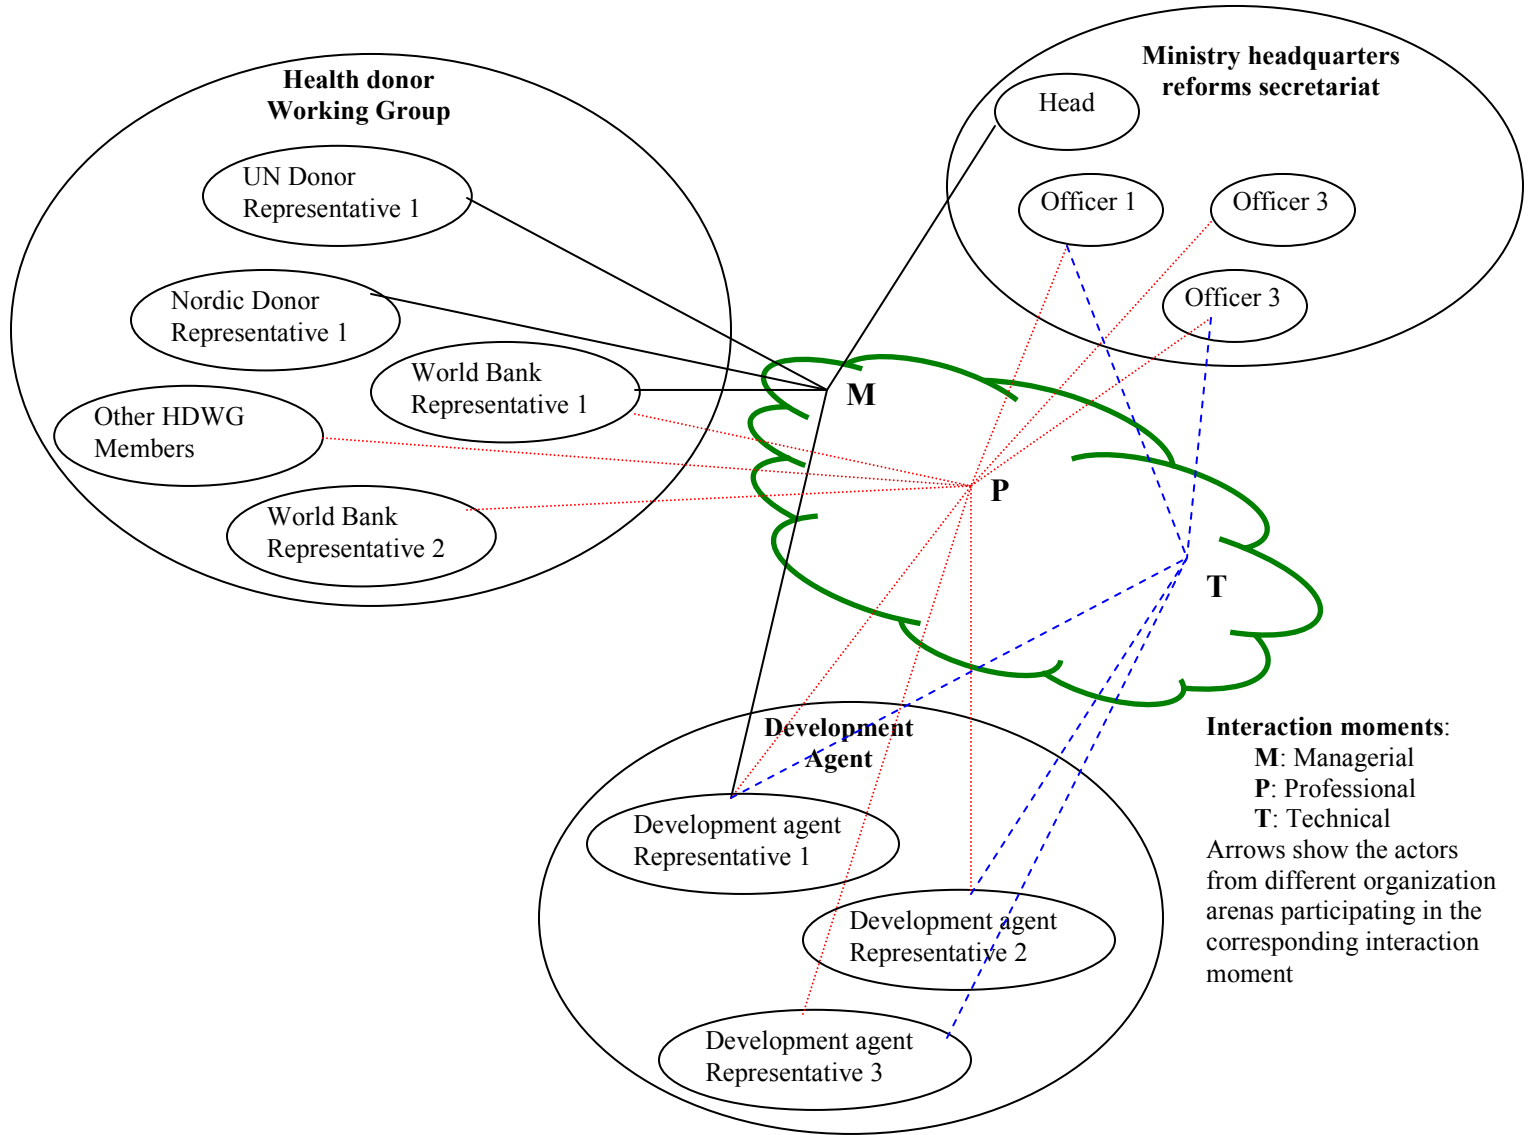 Health donor
Working Group
UN Donor
Representative 1
Nordic Donor
Representative 1
World Bank
Representative 1
Other HDWG
Members
World Bank
Representative 2
Ministry headquarters
reforms secretariat
Head
Officer 1
Officer 3
Officer 3
M
P
T
Development
Agent
Development agent
Representative 1
Development agent
Representative 2
Development agent
Representative 3
Interaction moments:
M: Managerial
P: Professional
T: Technical
Arrows show the actors
from different organization
arenas participating in the
corresponding interaction
moment